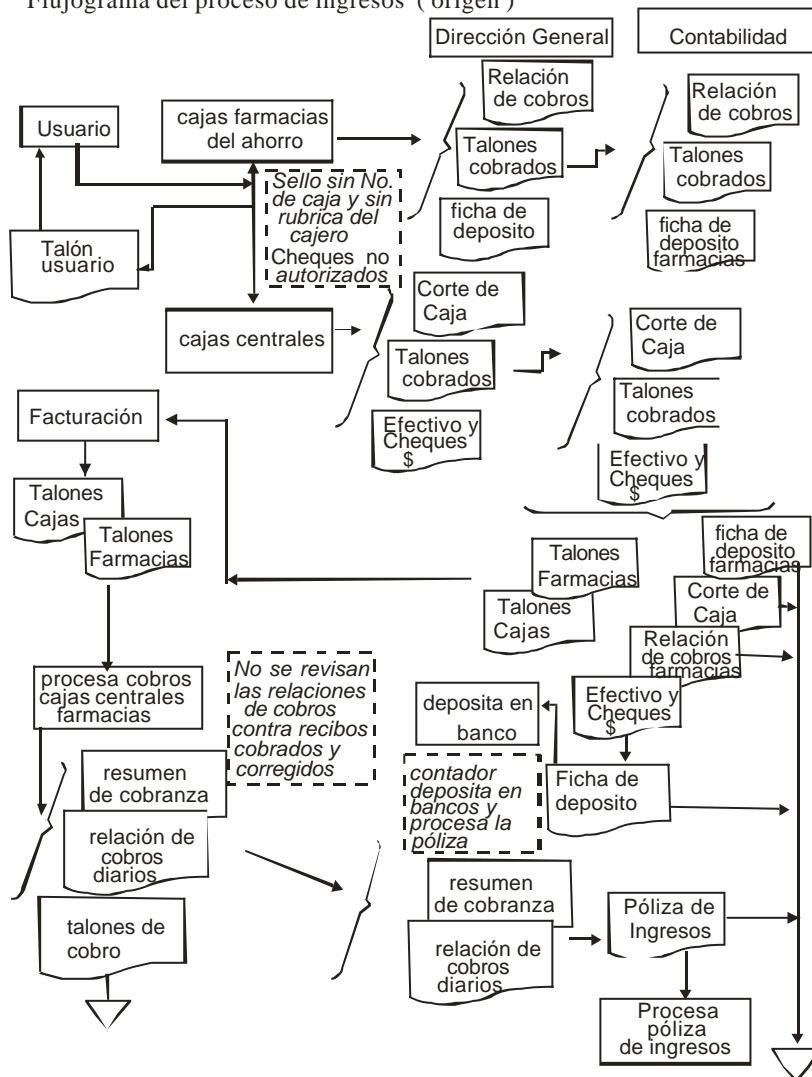 Flujograma del proceso de ingresos ( origen )
Dirección General
Contabilidad
Usuario
cajas farmacias
del ahorro
Relación
de cobros
Talones
cobrados
ficha de
deposito
Relación
de cobros
Talones
cobrados
ficha de
deposito
farmacias
Talón
usuario
Sello sin No.
de caja y sin
rubrica del
cajero
Cheques no
autorizados
cajas centrales
Corte de
Caja
Talones
cobrados
Efectivo y
Cheques
$
Corte de
Caja
Talones
cobrados
Efectivo y
Cheques
$
Facturación
Talones
Cajas
Talones
Farmacias
Talones
Farmacias
Talones
Cajas
ficha de
deposito
farmacias
Corte de
Caja
Relación
de cobros
farmacias
Efectivo y
Cheques
$
procesa cobros
cajas centrales
farmacias
No se revisan
las relaciones
de cobros
contra recibos
cobrados y
corregidos
deposita en
banco
contador
deposita en
bancos y
procesa la
póliza
Ficha de
deposito
resumen
de cobranza
relación de
cobros
diarios
talones de
cobro
resumen
de cobranza
relación de
cobros
diarios
Póliza de
Ingresos
Procesa
póliza
de ingresos